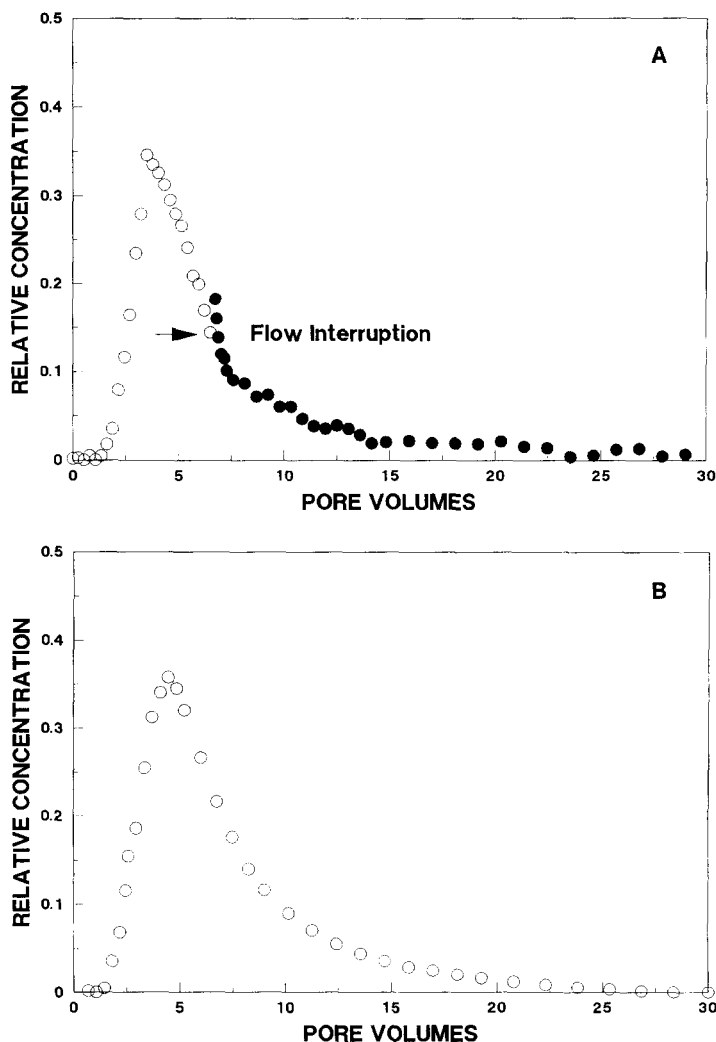 0.5
A
0.4
0.3
0.2
Flow Interruption
0.1
0
0 5 10 15 20 25 30
PORE VOLUMES
RELATIVE CONCENTRATION
0.5
B
0.4
0.3
0.2
0.1
0
0 5 10 15 20 25 30
PORE VOLUMES
RELATIVE CONCENTRATION